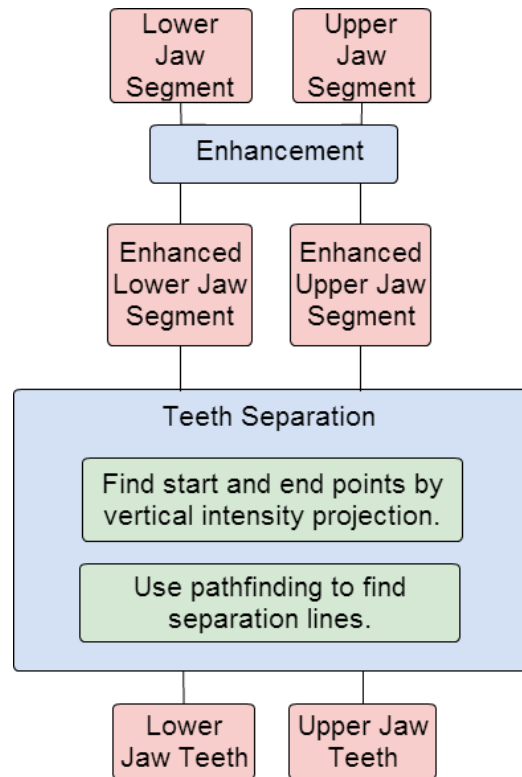 Lower
Jaw
Segment
Upper
Jaw
Segment
Enhancement
Enhanced
Lower Jaw
Segment
Enhanced
Upper Jaw
Segment
Teeth Separation
Find start and end points by
vertical intensity projection.
Use pathfinding to find
separation lines.
Lower
Jaw Teeth
Upper Jaw
Teeth